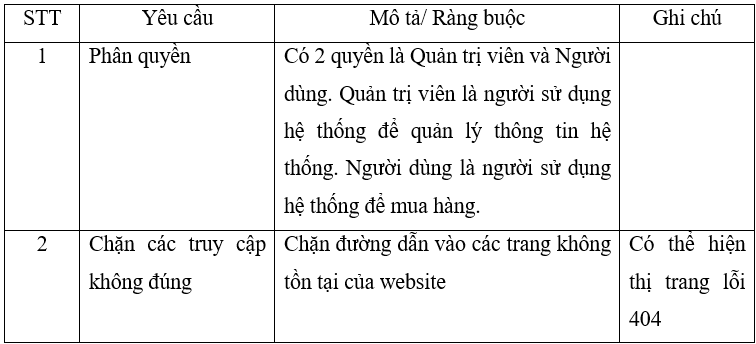 STT Yêu cầu Mô tả/ Ràng buộc Ghi chú
1 Phân quyền Có 2 quyền là Quản trị viên và Người
dùng. Quản trị viên là người sử dụng
hệ thống để quản lý thông tin hệ
thống. Người dùng là người sử dụng
hệ thống để mua hàng.
2 Chặn các truy cập
không đúng
Chặn đường dẫn vào các trang không
tồn tại của website
Có thể hiện
thị trang lỗi
404